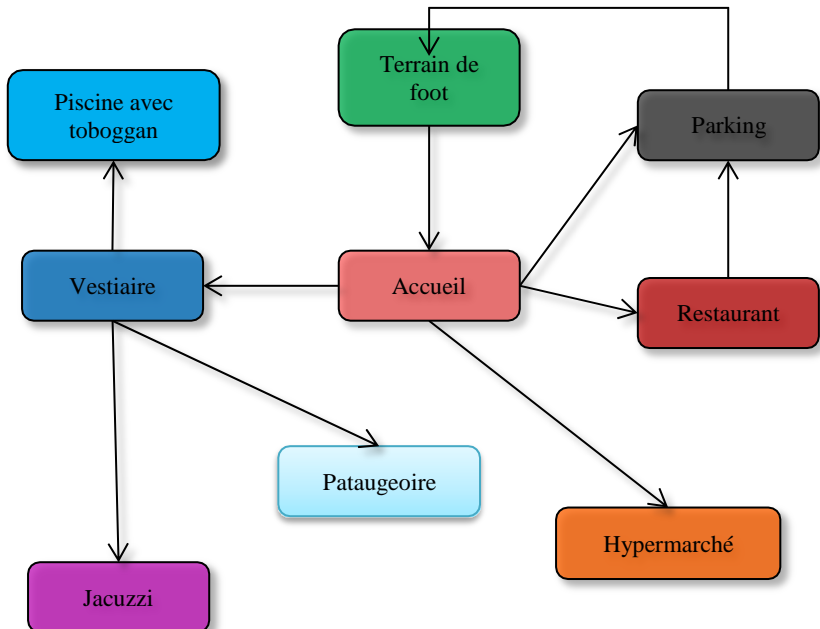 Terrain de
foot
Piscine avec
toboggan
Parking
Vestiaire
Accueil
Restaurant
Pataugeoire
Hypermarché
Jacuzzi